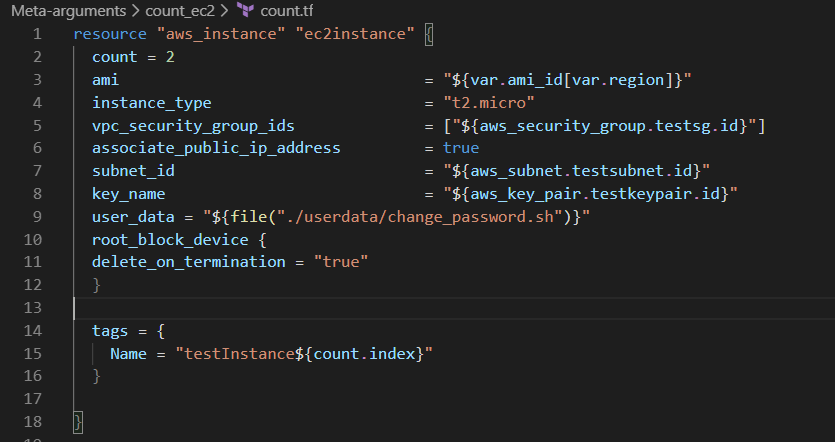 Meta-arguments > count_ec2 > count.tf
1 resource "aws_instance" "ec2instance" {
2 count = 2
3 ami = "${var.ami_id[var.region]}"
4 instance_type = "t2.micro"
5 vpc_security_group_ids = ["${aws_security_group.testsg.id}"]
6 associate_public_ip_address = true
7 subnet_id = "${aws_subnet.testsubnet.id}"
8 key_name = "${aws_key_pair.testkeypair.id}"
9 user_data = "${file("./userdata/change_password.sh")}"
10 root_block_device {
11 delete_on_termination = "true"
12 }
13
14 tags = {
15 Name = "testInstance${count.index}"
16 }
17
18 }